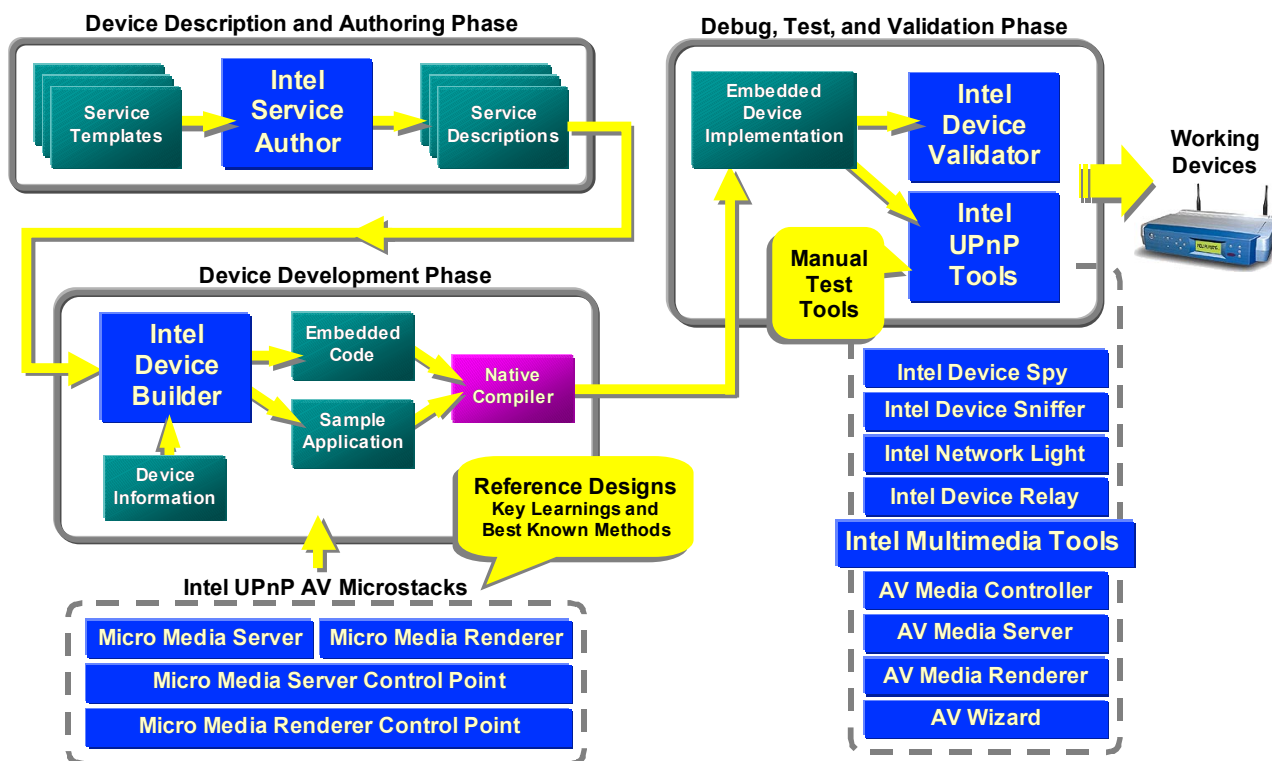 Device Description and Authoring Phase
Service
Templates
Intel
Service
Author
Service
Descriptions
Debug, Test, and Validation Phase
Embedded
Device
Implementation
Intel
Device
Validator
Intel
UPnP
Tools
Manual
Test
Tools
Working
Devices
Device Development Phase
Intel
Device
Builder
Embedded
Code
Sample
Application
Native
Compiler
Device
Information
Reference Designs
Key Learnings and
Best Known Methods
Intel UPnP AV Microstacks
Micro Media Server
Micro Media Renderer
Micro Media Server Control Point
Micro Media Renderer Control Point
Intel Device Spy
Intel Device Sniffer
Intel Network Light
Intel Device Relay
Intel Multimedia Tools
AV Media Controller
AV Media Server
AV Media Renderer
AV Wizard